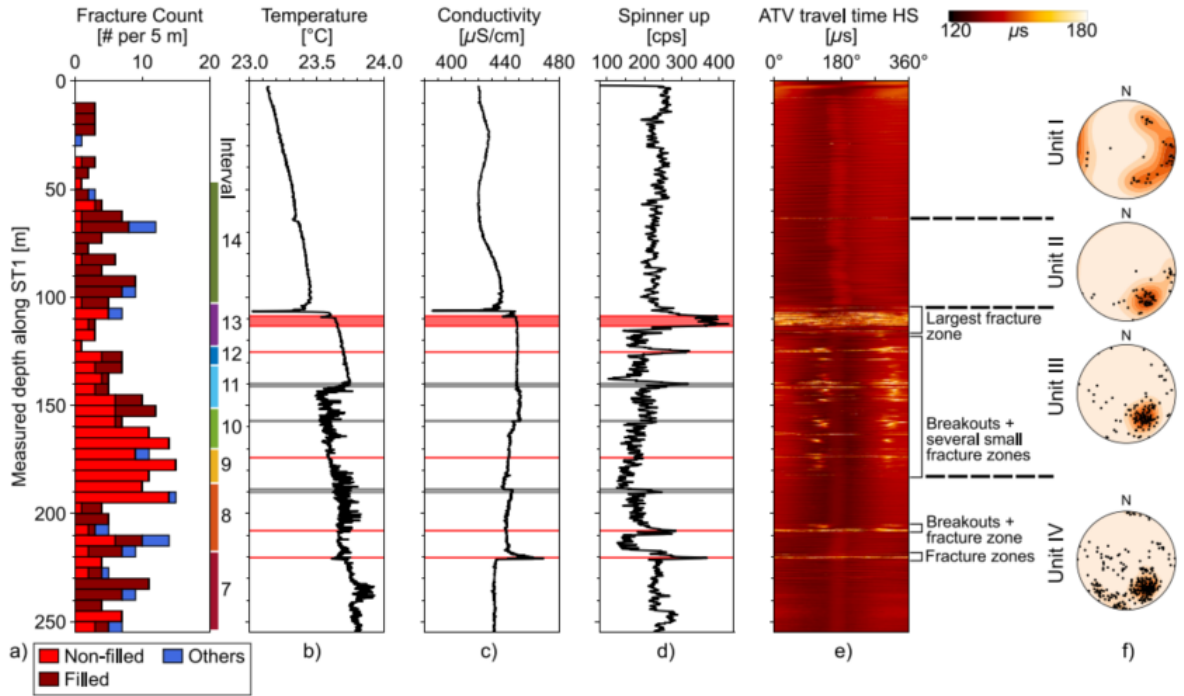 Fracture Count
[# per 5 m]
0 10 20
Temperature
[°C]
23.0 23.5 24.0
Conductivity
[µS/cm]
400 440 480
Spinner up
[cps]
100 200 300 400
ATV travel time HS
[µs]
0° 180° 360°
120 µs 180
Measured depth along ST1 [m]
0
50
100
150
200
250
Interval
14
13
12
11
10
9
8
7
Largest fracture
zone
Breakouts +
several small
fracture zones
Breakouts +
fracture zone
Fracture zones
N
Unit I
N
Unit II
N
Unit III
N
Unit IV
a)
b)
c)
d)
e)
f)
Non-filled
Others
Filled